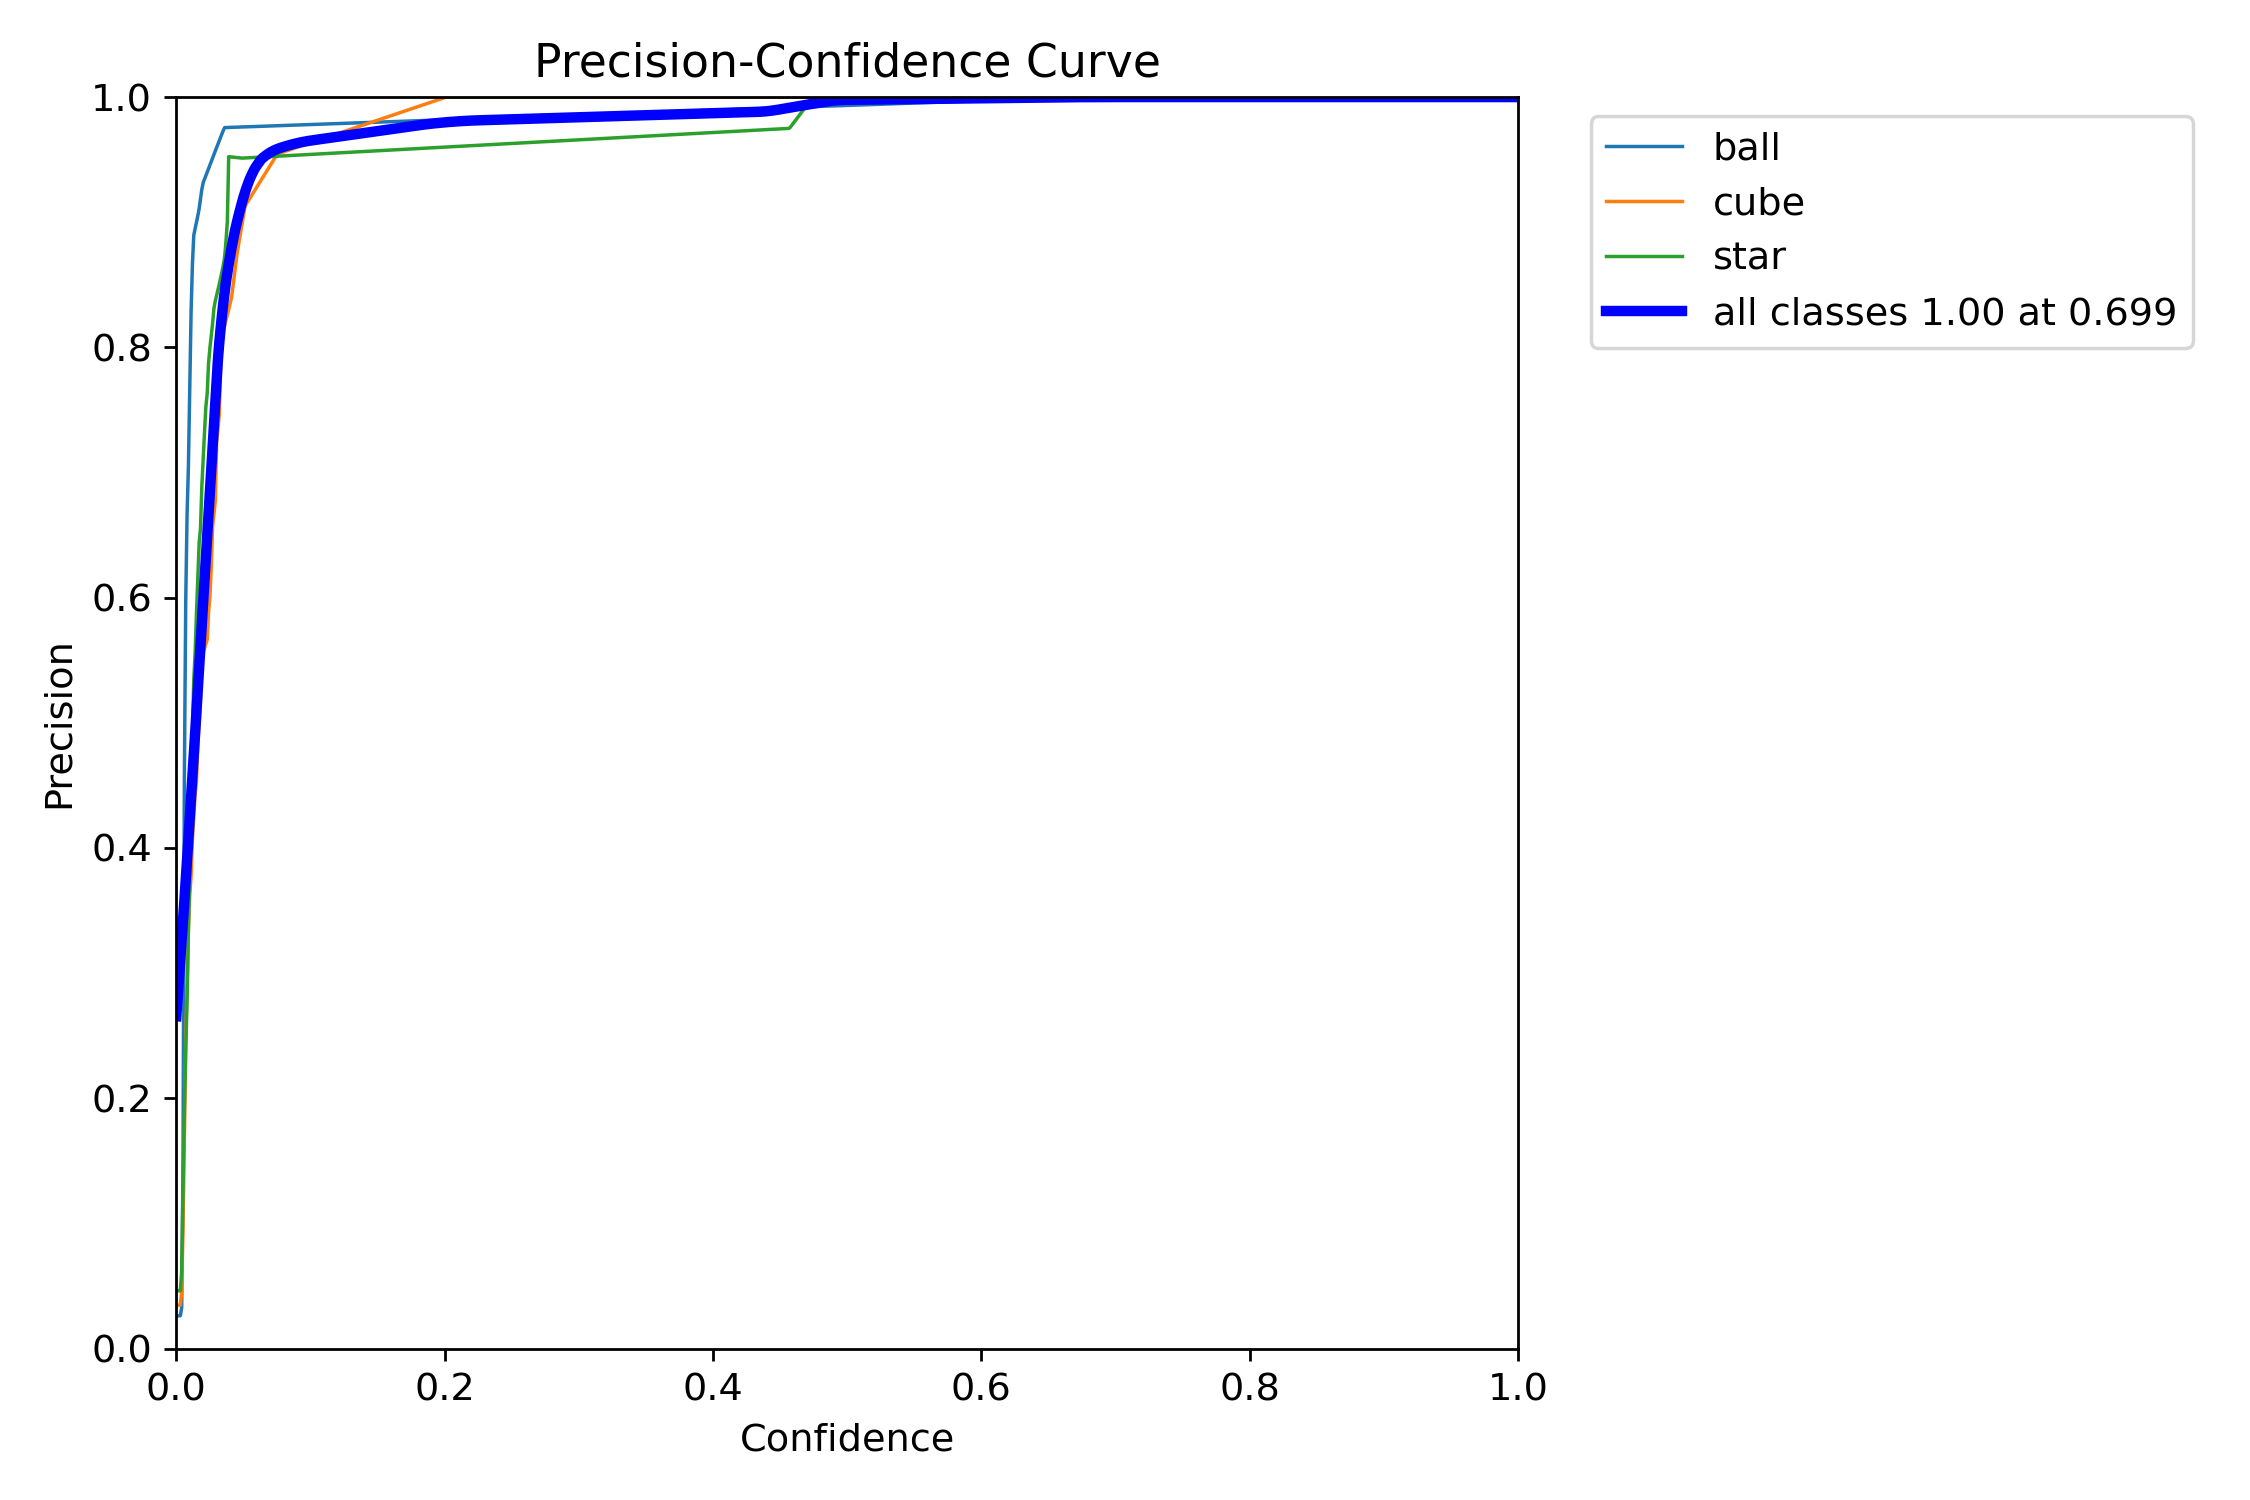 Precision-Confidence Curve
1.0
0.8
0.6
0.4
0.2
0.0
Precision
0.0 0.2 0.4 0.6 0.8 1.0
Confidence
ball
cube
star
all classes 1.00 at 0.699